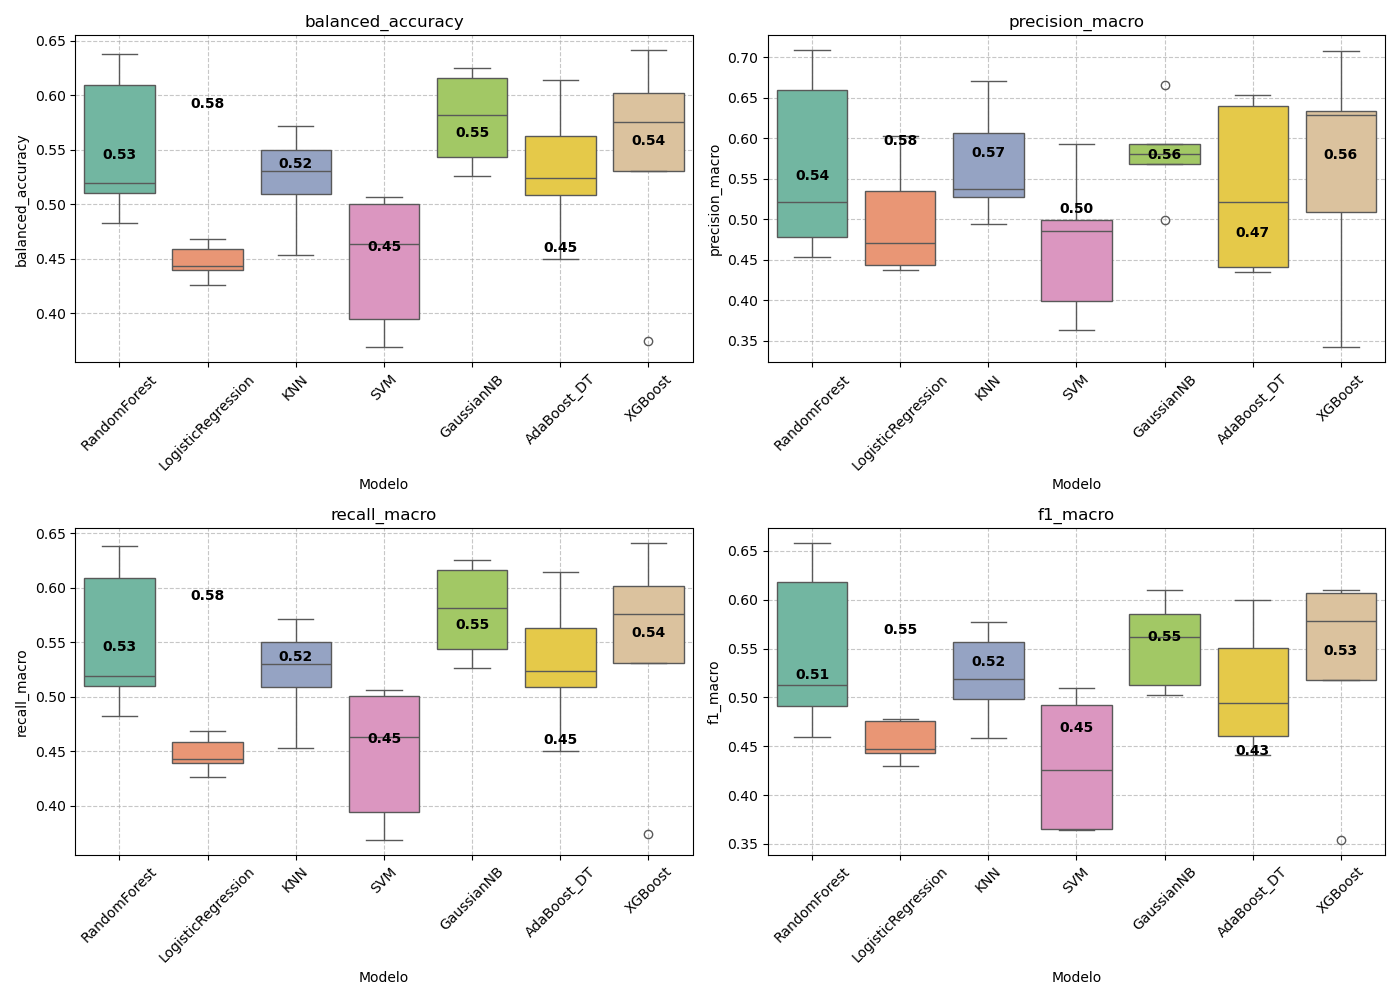 balanced_accuracy
balanced_accuracy
0.65
0.60
0.55
0.50
0.45
0.40
0.53
0.58
0.52
0.45
0.55
0.45
0.54
RandomForest
LogisticRegression
KNN
SVM
GaussianNB
AdaBoost_DT
XGBoost
Modelo
precision_macro
precision_macro
0.70
0.65
0.60
0.55
0.50
0.45
0.40
0.35
0.54
0.58
0.57
0.50
0.56
0.47
0.56
RandomForest
LogisticRegression
KNN
SVM
GaussianNB
AdaBoost_DT
XGBoost
Modelo
recall_macro
recall_macro
0.65
0.60
0.55
0.50
0.45
0.40
0.53
0.58
0.52
0.45
0.55
0.45
0.54
RandomForest
LogisticRegression
KNN
SVM
GaussianNB
AdaBoost_DT
XGBoost
Modelo
f1_macro
f1_macro
0.65
0.60
0.55
0.50
0.45
0.40
0.35
0.51
0.55
0.52
0.45
0.55
0.43
0.53
RandomForest
LogisticRegression
KNN
SVM
GaussianNB
AdaBoost_DT
XGBoost
Modelo